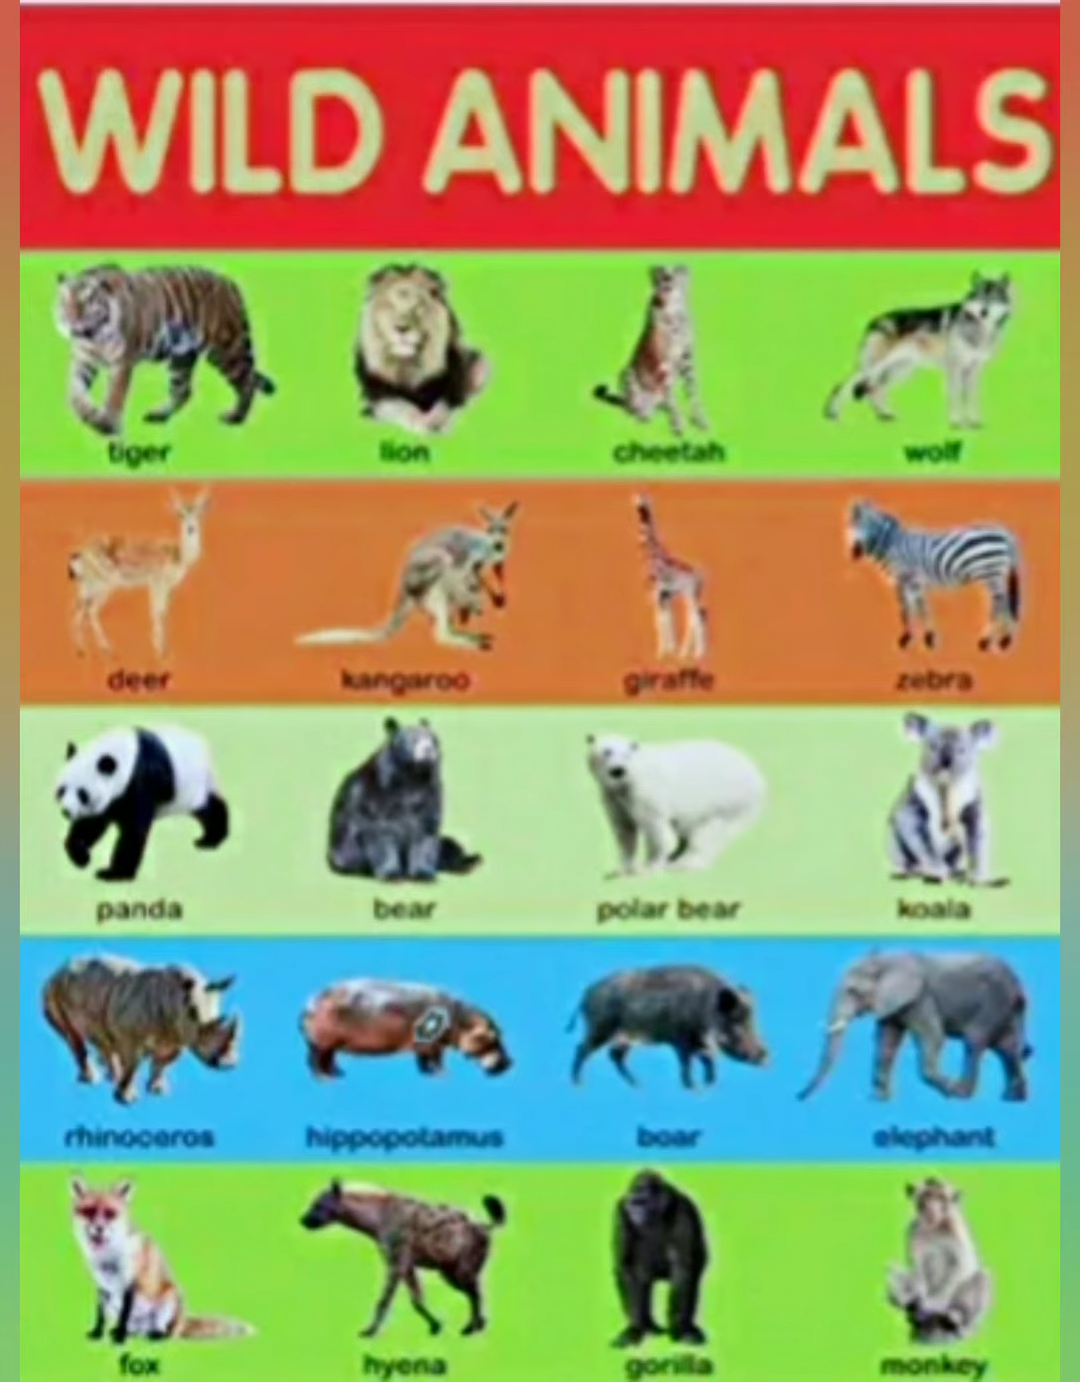 WILD ANIMALS
tiger lion cheetah wolf
deer kangaroo giraffe zebra
panda bear polar bear koala
rhinoceros hippopotamus boar elephant
fox hyena gorilla monkey